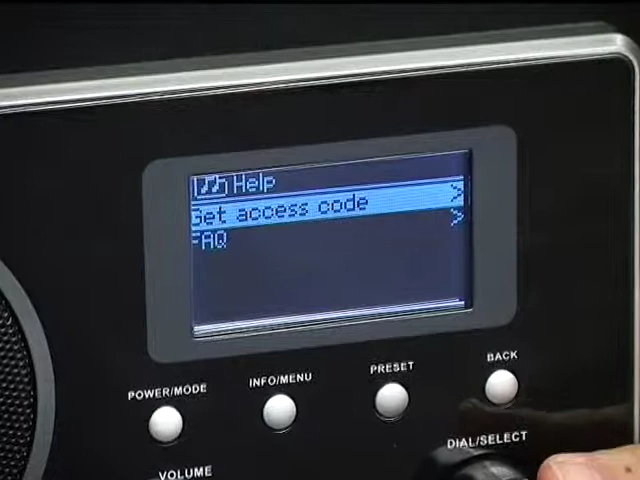 Help
Get access code >
FAQ >
POWER/MODE
INFO/MENU
PRESET
BACK
VOLUME
DIAL/SELECT